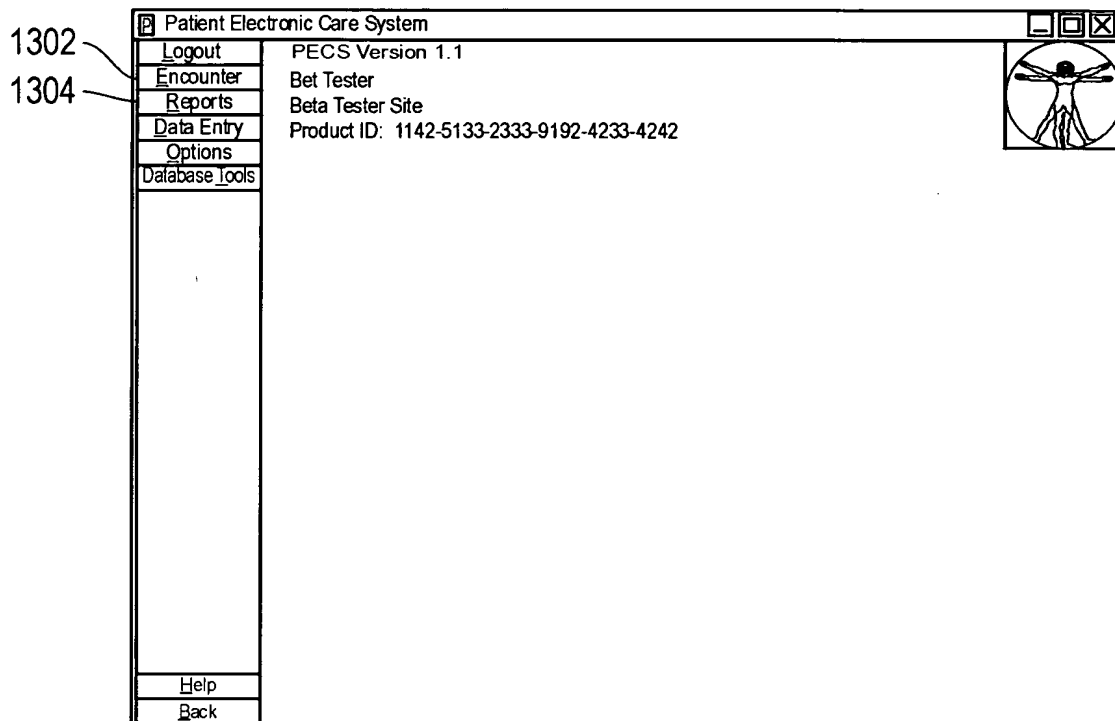 P Patient Electronic Care System
1302
1304
Logout
Encounter
Reports
Data Entry
Options
Database Tools
PECS Version 1.1
Bet Tester
Beta Tester Site
Product ID: 1142-5133-2333-9192-4233-4242
Help
Back